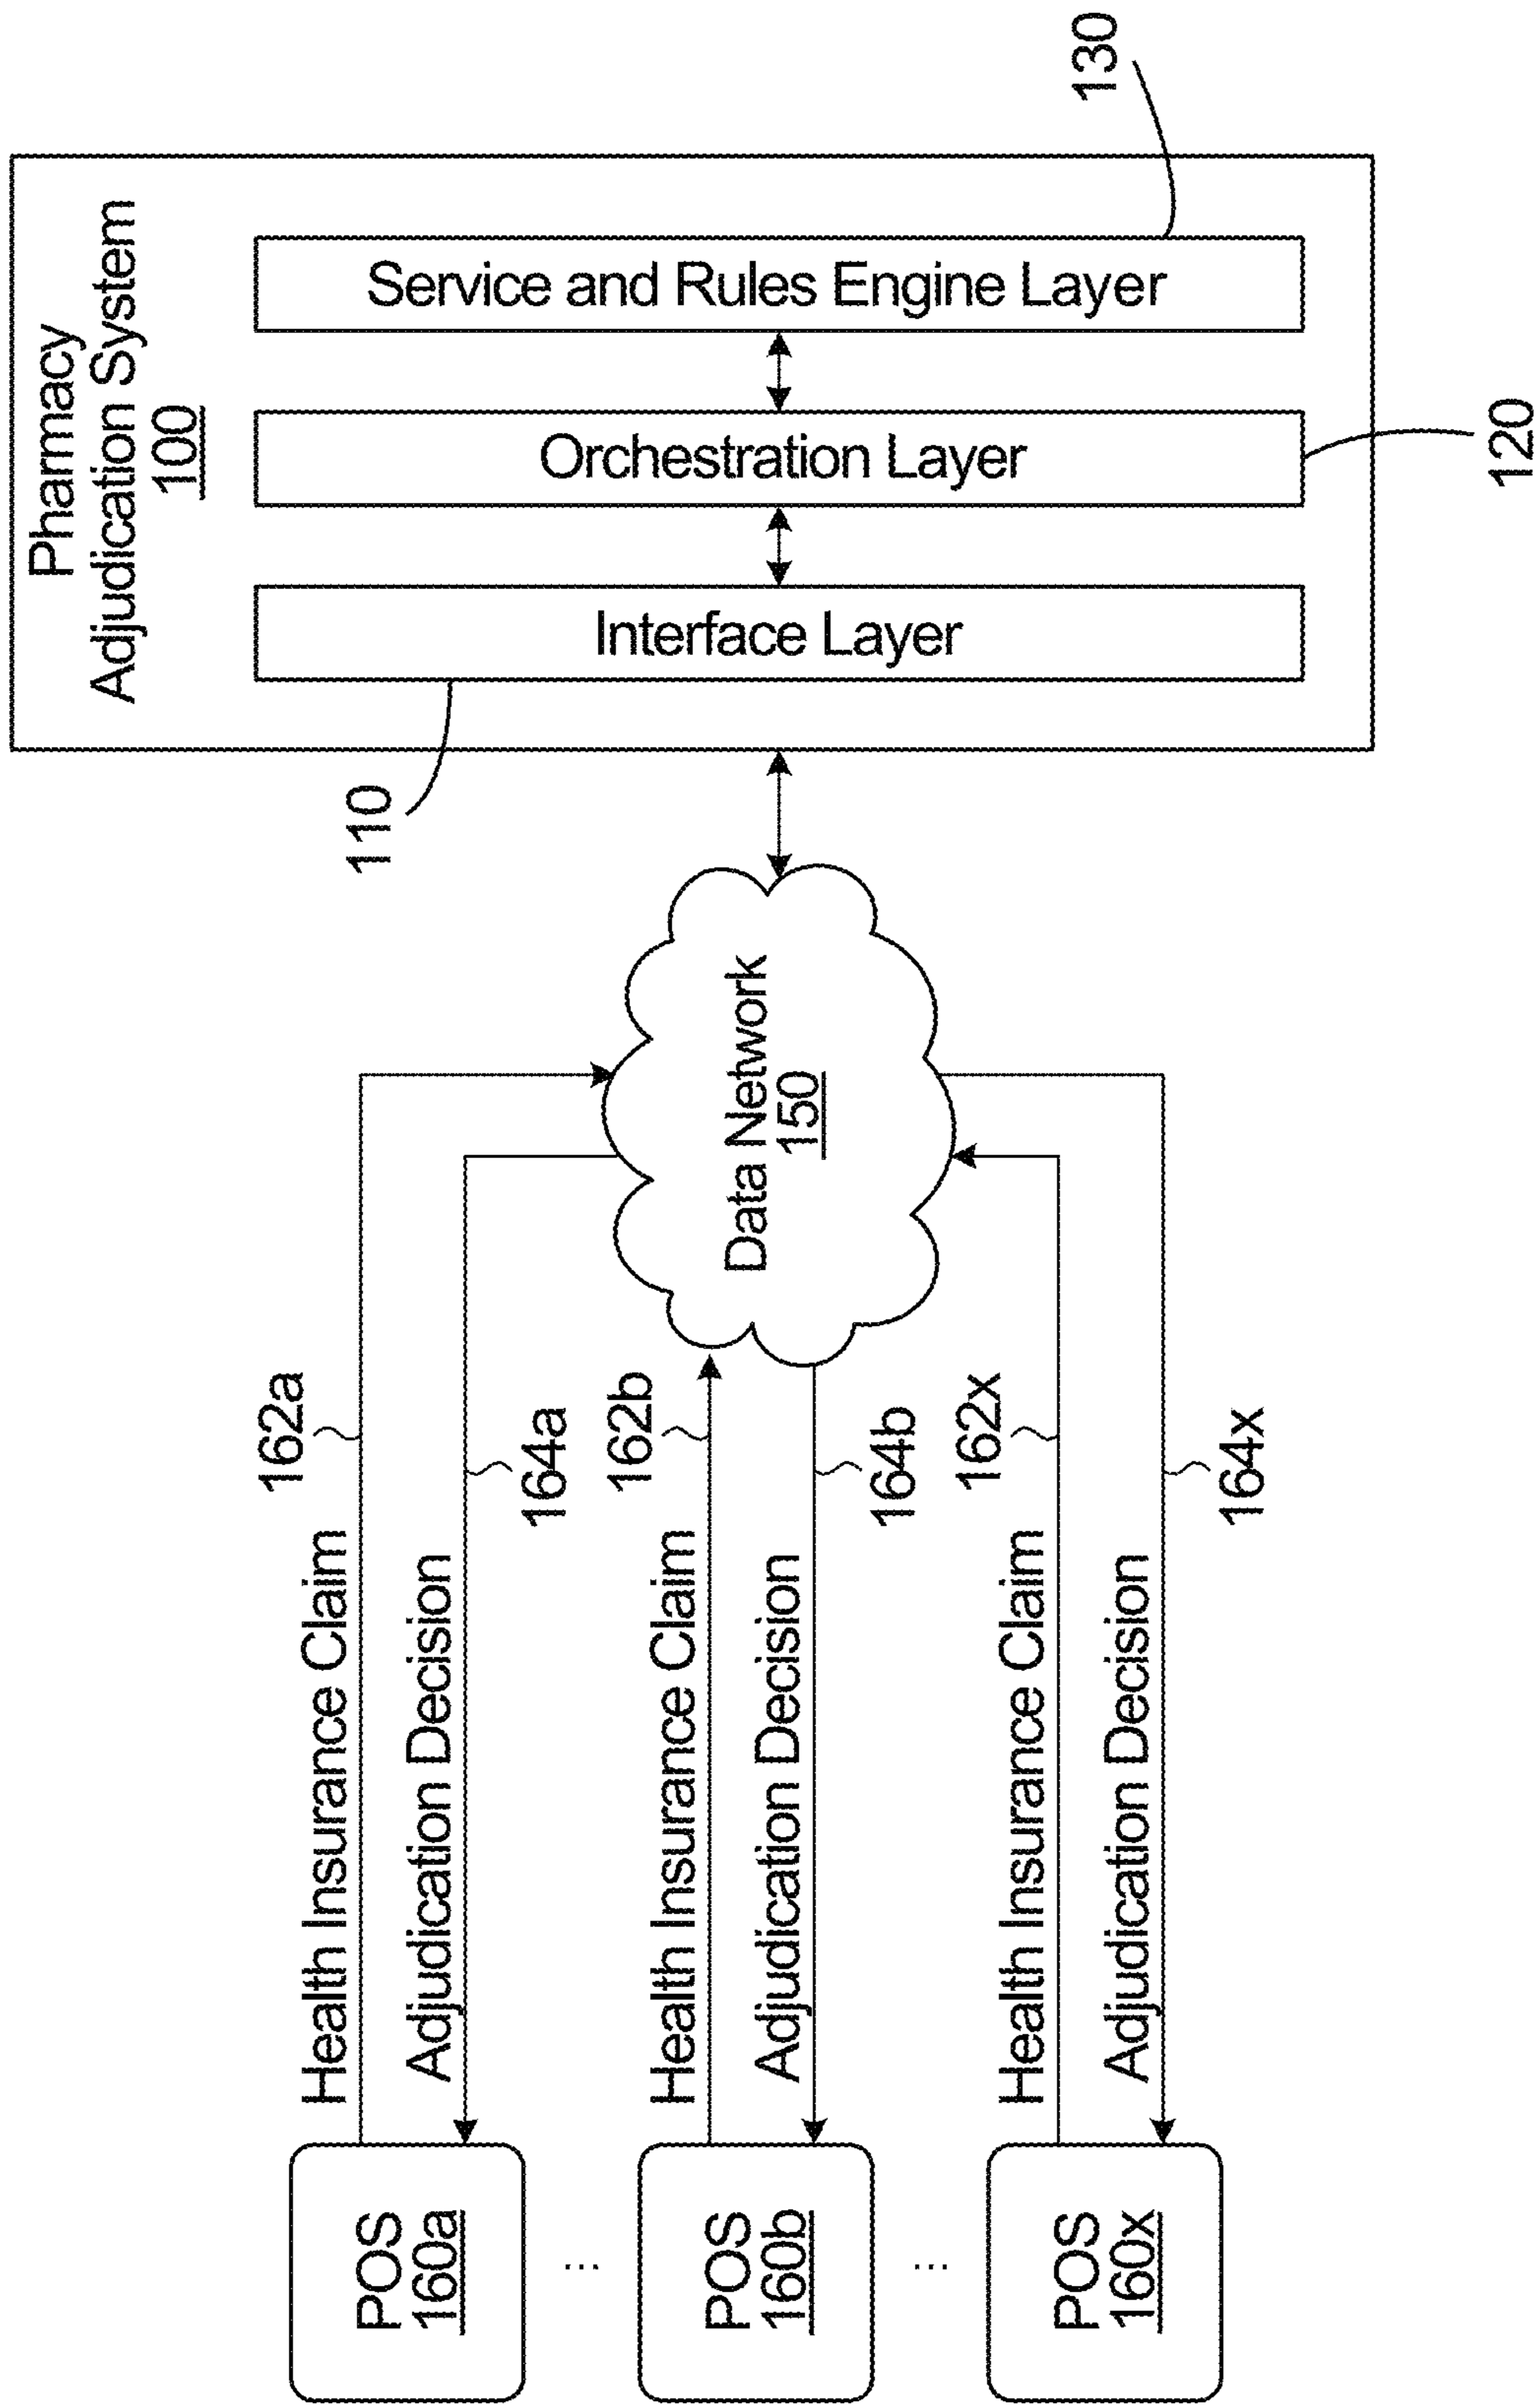 Pharmacy
Adjudication System
100
Service and Rules Engine Layer
130
Orchestration Layer
120
Interface Layer
110
Data Network
150
Health Insurance Claim
162a
Adjudication Decision
164a
Health Insurance Claim
162b
Adjudication Decision
164b
Health Insurance Claim
162x
Adjudication Decision
164x
POS
160a
...
POS
160b
...
POS
160x